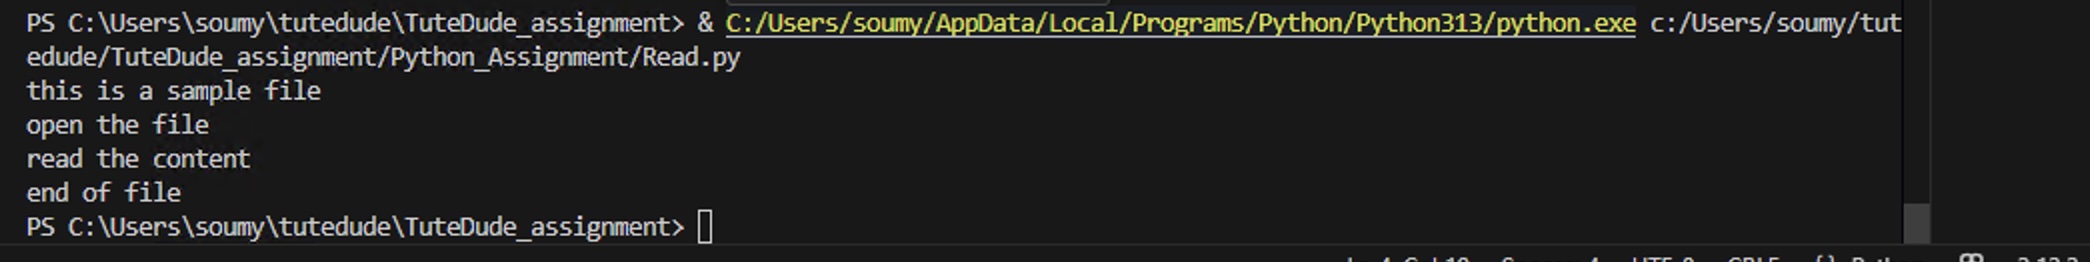 PS C:\Users\soumy\tutedude\TuteDude_assignment> & C:/Users/soumy/AppData/Local/Programs/Python/Python313/python.exe c:/Users/soumy/tut
edude/TuteDude_assignment/Python_Assignment/Read.py
this is a sample file
open the file
read the content
end of file
PS C:\Users\soumy\tutedude\TuteDude_assignment>